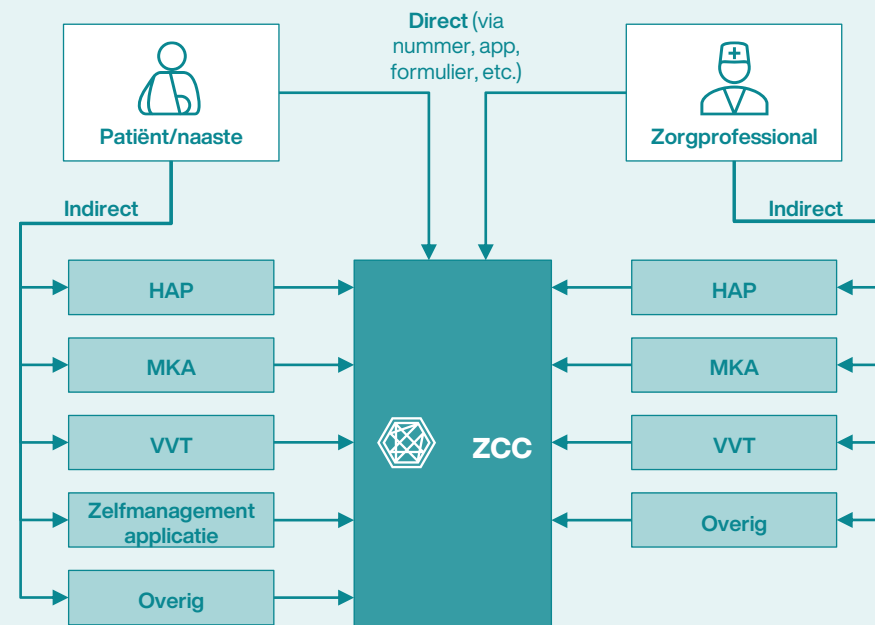 Direct (via
nummer, app,
formulier, etc.)
Patiënt/naaste
Zorgprofessional
Indirect
Indirect
HAP
HAP
MKA
MKA
VVT
ZCC
VVT
Zelfmanagement
applicatie
Overig
Overig